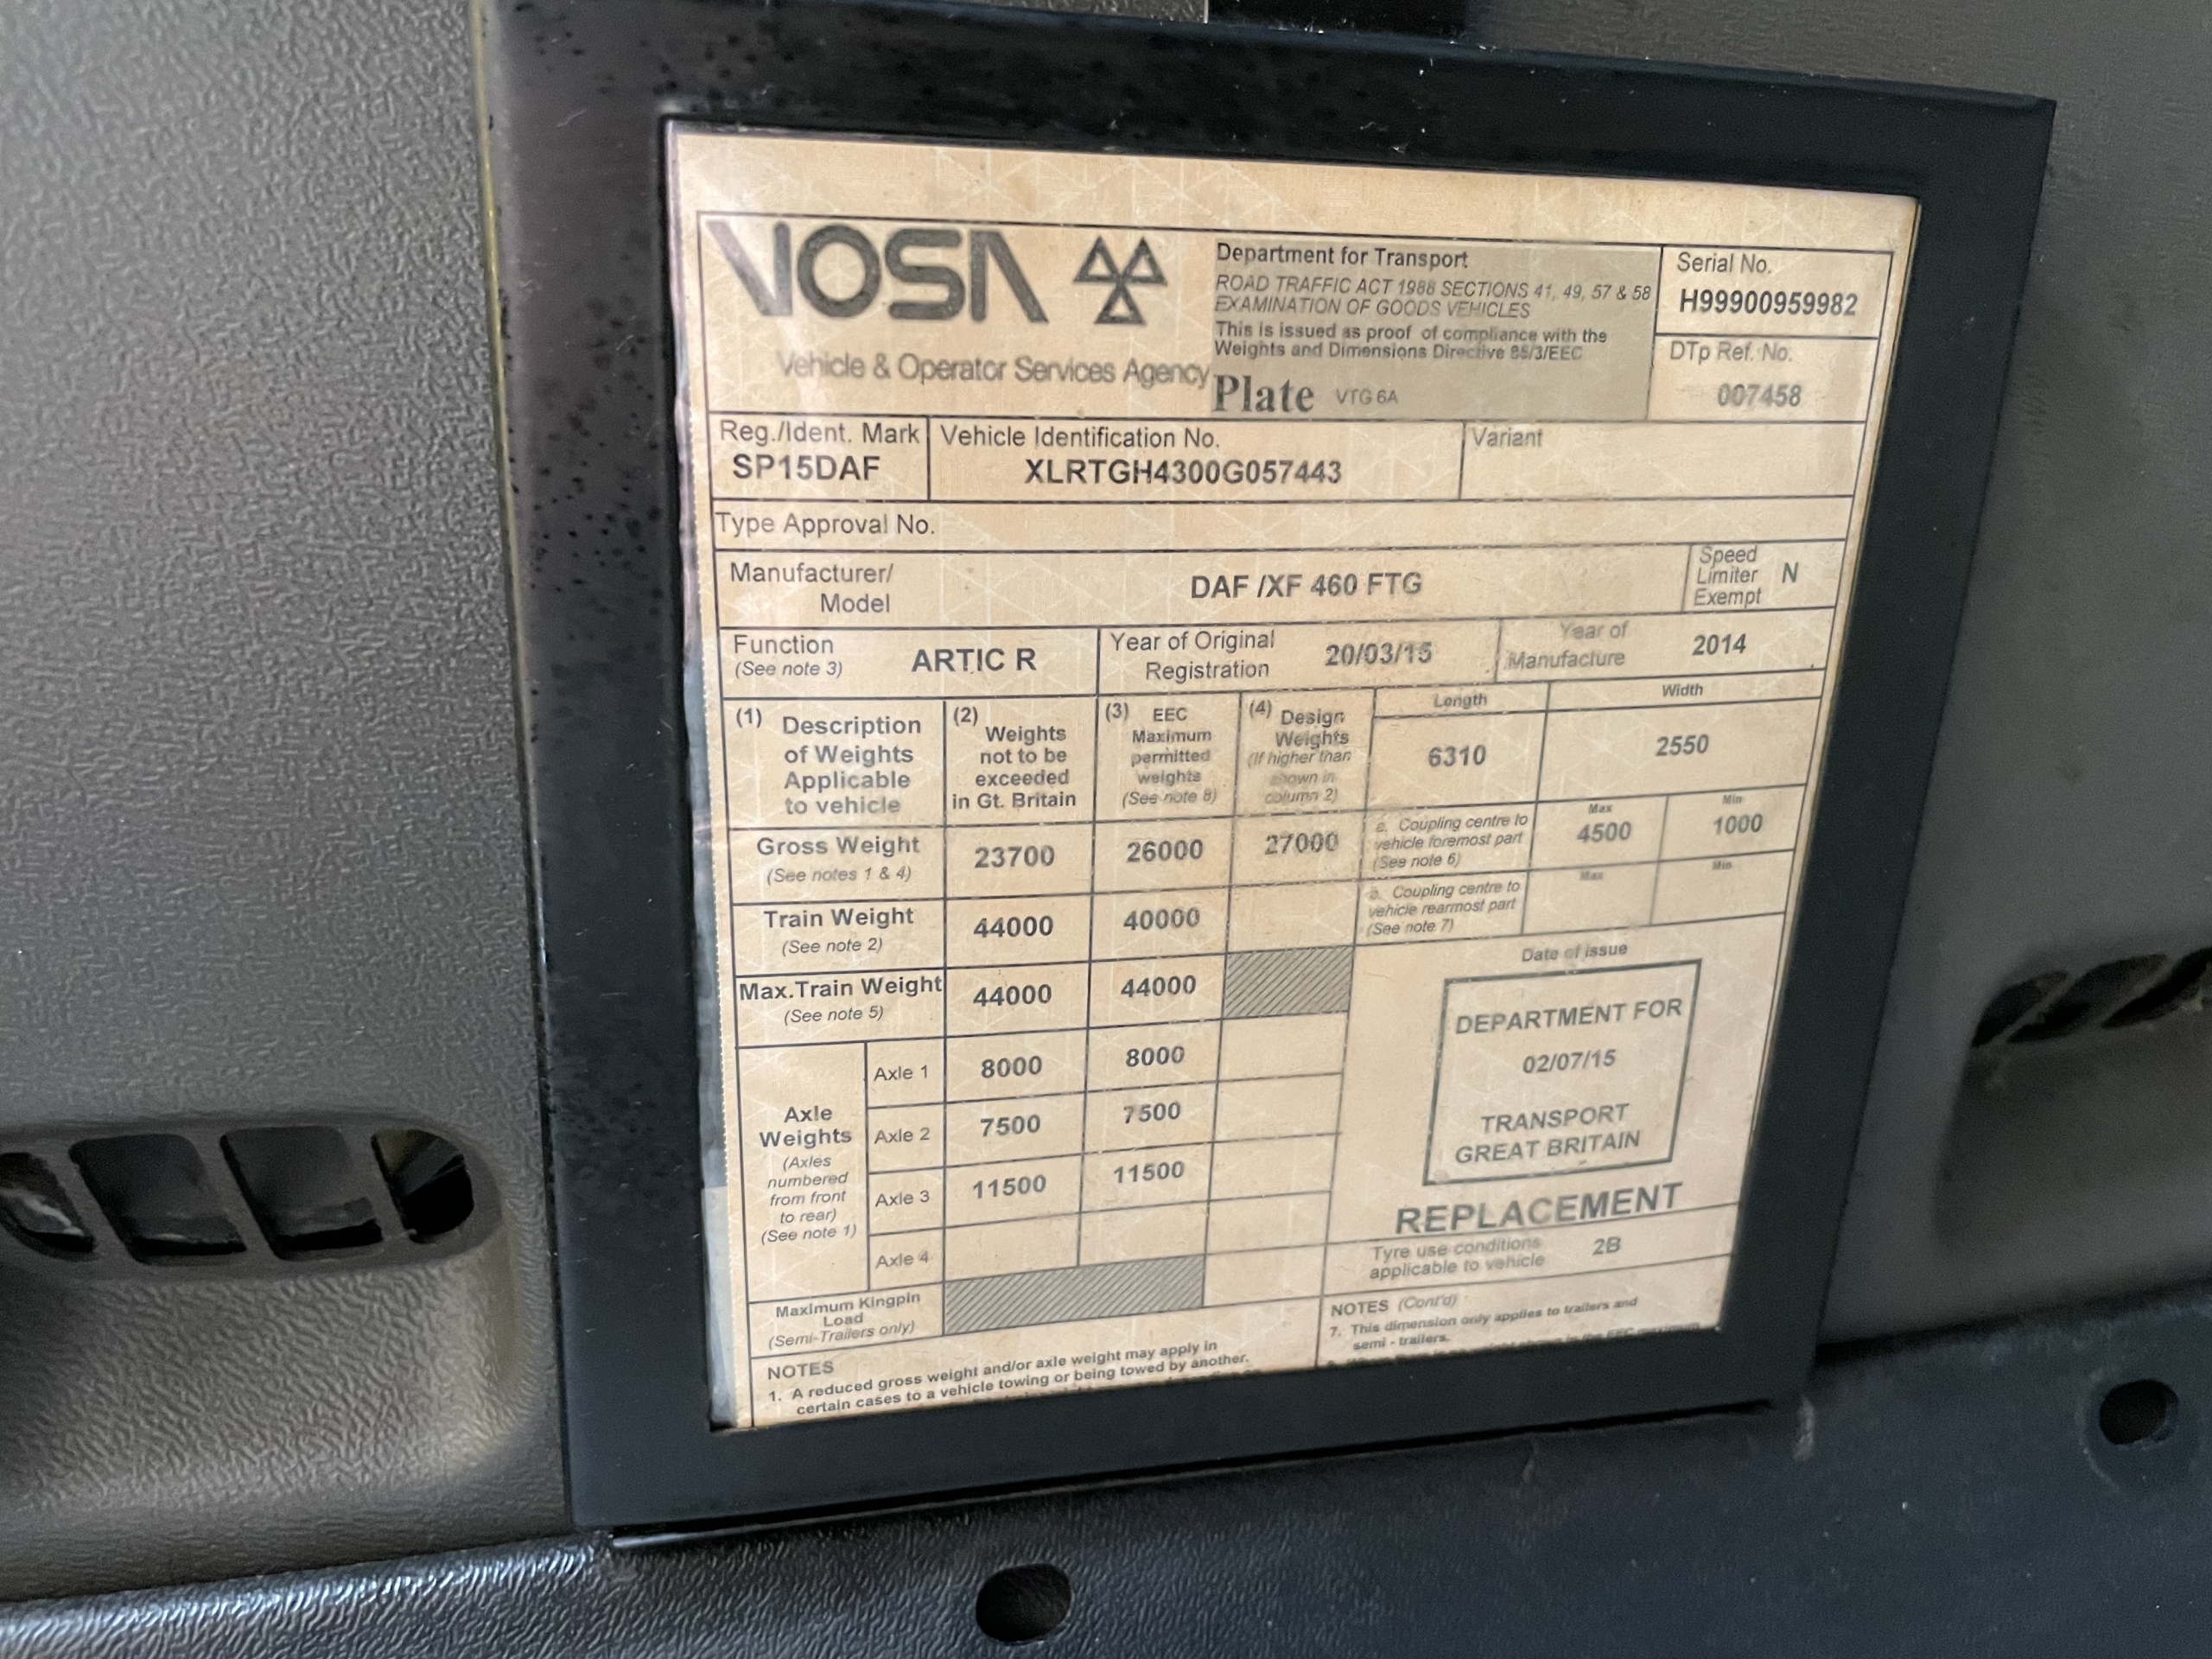 VOSA
Vehicle & Operator Services Agency
Department for Transport
ROAD TRAFFIC ACT 1988 SECTIONS 41, 49, 57 & 58
EXAMINATION OF GOODS VEHICLES
This is issued as proof of compliance with the
Weights and Dimensions Directive 85/3/EEC
Plate VTG 6A
Serial No.
H99900959982
DTp Ref. No.
007458
Reg./Ident. Mark
SP15DAF
Vehicle Identification No.
XLRTGH4300G057443
Variant
Type Approval No.
Manufacturer/
Model
DAF /XF 460 FTG
Speed
Limiter
Exempt
N
Function
(See note 3)
ARTIC R
Year of Original
Registration
20/03/15
Year of
Manufacture
2014
(1) Description
of Weights
Applicable
to vehicle
(2) Weights
not to be
exceeded
in Gt. Britain
(3) EEC
Maximum
permitted
weights
(See note 8)
(4) Design
Weights
(If higher than
shown in
column 2)
Length
6310
Width
2550
Gross Weight
(See notes 1 & 4)
23700
26000
27000
a. Coupling centre to
vehicle foremost part
(See note 6)
Max
4500
Min
1000
Train Weight
(See note 2)
44000
40000
a. Coupling centre to
vehicle rearmost part
(See note 7)
Max
Min
Max.Train Weight
(See note 5)
44000
44000
Axle
Weights
(Axles
numbered
from front
to rear)
(See note 1)
Axle 1
8000
8000
Axle 2
7500
7500
Axle 3
11500
11500
Axle 4
Maximum Kingpin
Load
(Semi-Trailers only)
Date of issue
DEPARTMENT FOR
02/07/15
TRANSPORT
GREAT BRITAIN
REPLACEMENT
Tyre use conditions
applicable to vehicle
2B
NOTES
1. A reduced gross weight and/or axle weight may apply in
certain cases to a vehicle towing or being towed by another.
NOTES (Cont'd)
7. This dimension only applies to trailers and
semi - trailers.